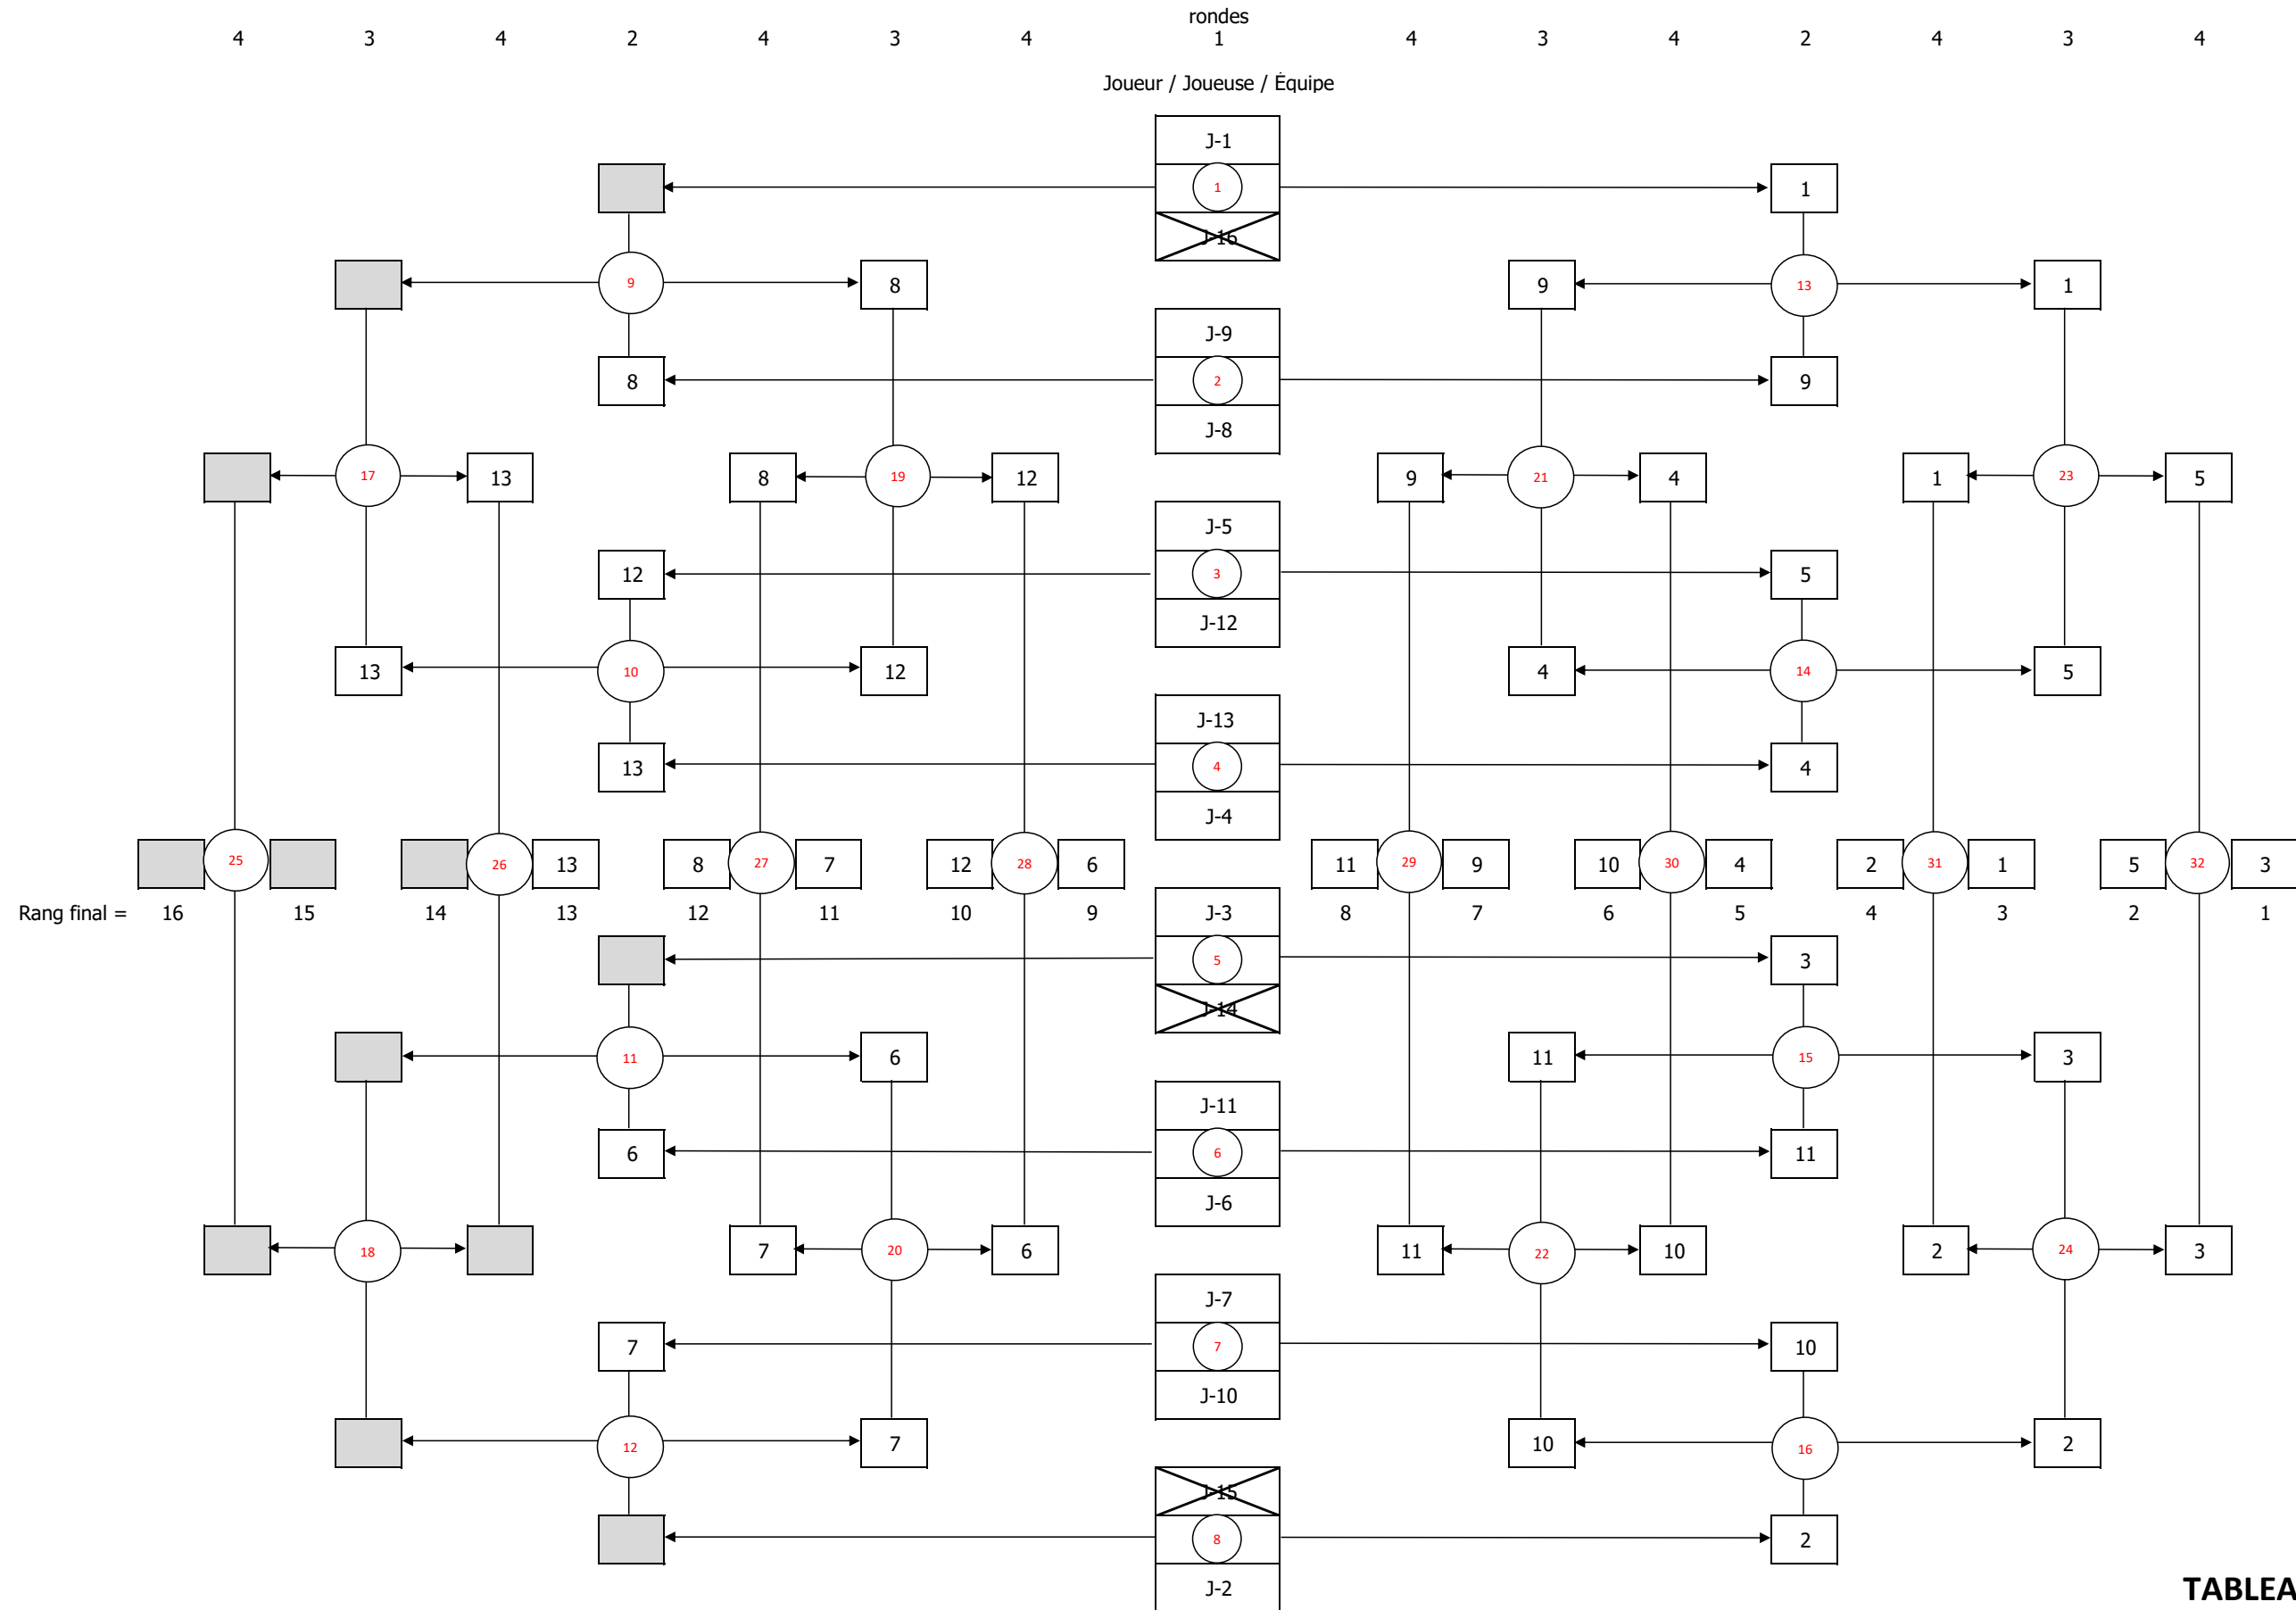 rondes
4 3 4 2 4 3 4 1 4 3 4 2 4 3 4
Joueur / Joueuse / Équipe
J-1
1 1
J-16
9 8 9 13 1
J-9
8 2 9
J-8
17 13 8 19 12 9 21 4 1 23 5
J-5
12 3 5
J-12
13 10 12 4 14 5
J-13
13 4 4
J-4
25 26 13 8 27 7 12 28 6 11 29 9 10 30 4 2 31 1 5 32 3
Rang final = 16 15 14 13 12 11 10 9 8 7 6 5 4 3 2 1
J-3
5 3
J-14
11 6 11 15 3
J-11
6 6 11
J-6
18 7 20 6 11 22 10 2 24 3
J-7
7 7 10
J-10
12 7 10 16 2
J-15
8 2
J-2
TABLEA